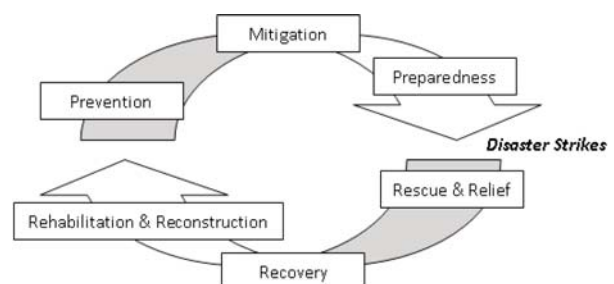 Mitigation
Preparedness
Prevention
Disaster Strikes
Rescue & Relief
Rehabilitation & Reconstruction
Recovery